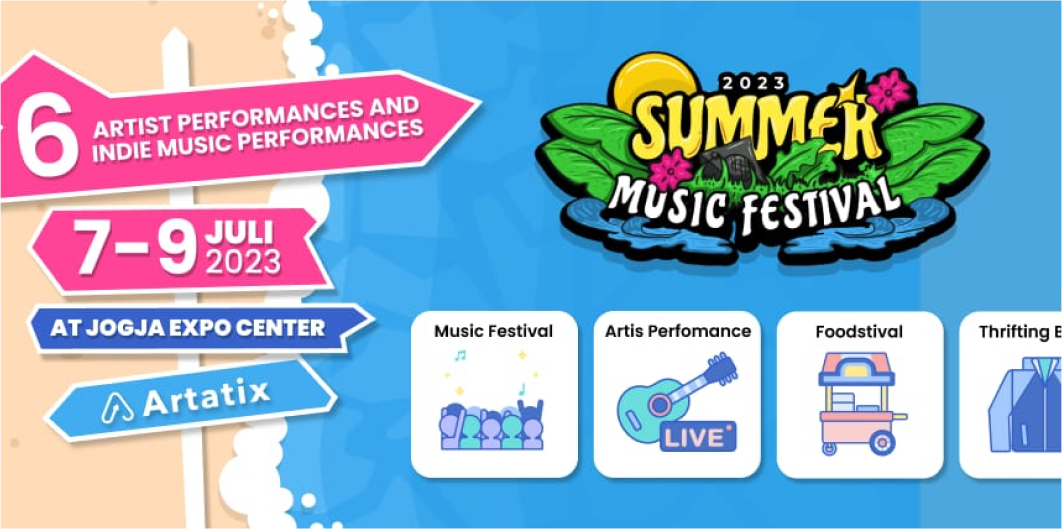 6
ARTIST PERFORMANCES AND
INDIE MUSIC PERFORMANCES
7-9 JULI
2023
AT JOGJA EXPO CENTER
Artatix
2023
SUMMER
MUSIC FESTIVAL
Music Festival
Artis Perfomance
LIVE
Foodstival
Thrifting E